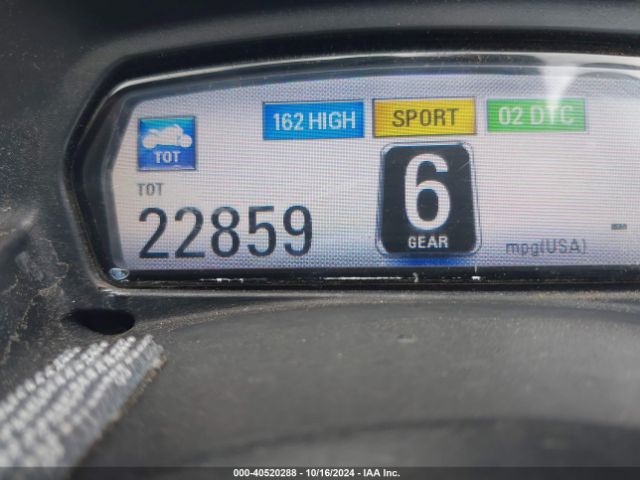 162 HIGH SPORT 02 DTC
TOT
TOT
22859
6
GEAR
mpg(USA)
000-40520288 - 10/16/2024 - IAA Inc.